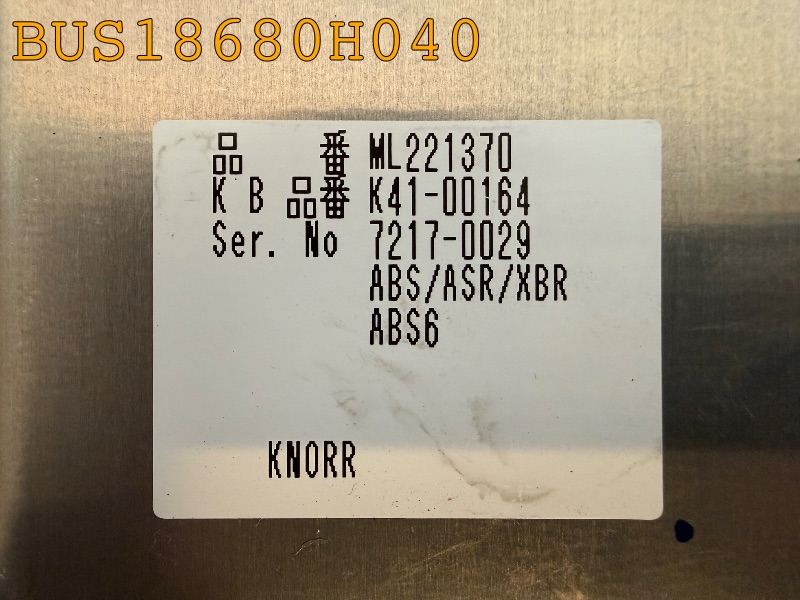 BUS18680H040
品 番 ML221370
K B 品番 K41-00164
Ser. No 7217-0029
ABS/ASR/XBR
ABS6
KNORR